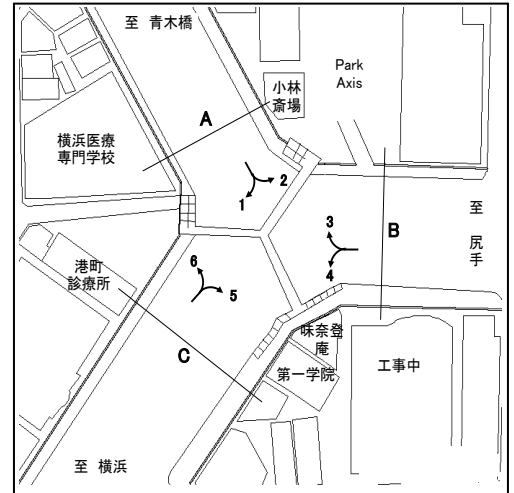 至 青木橋
Park
Axis
小林
斎場
A
横浜医療
専門学校
2
1
至
尻
手
3
B
4
6
5
港町
診療所
味奈登
庵
C
第一学院
工事中
至 横浜